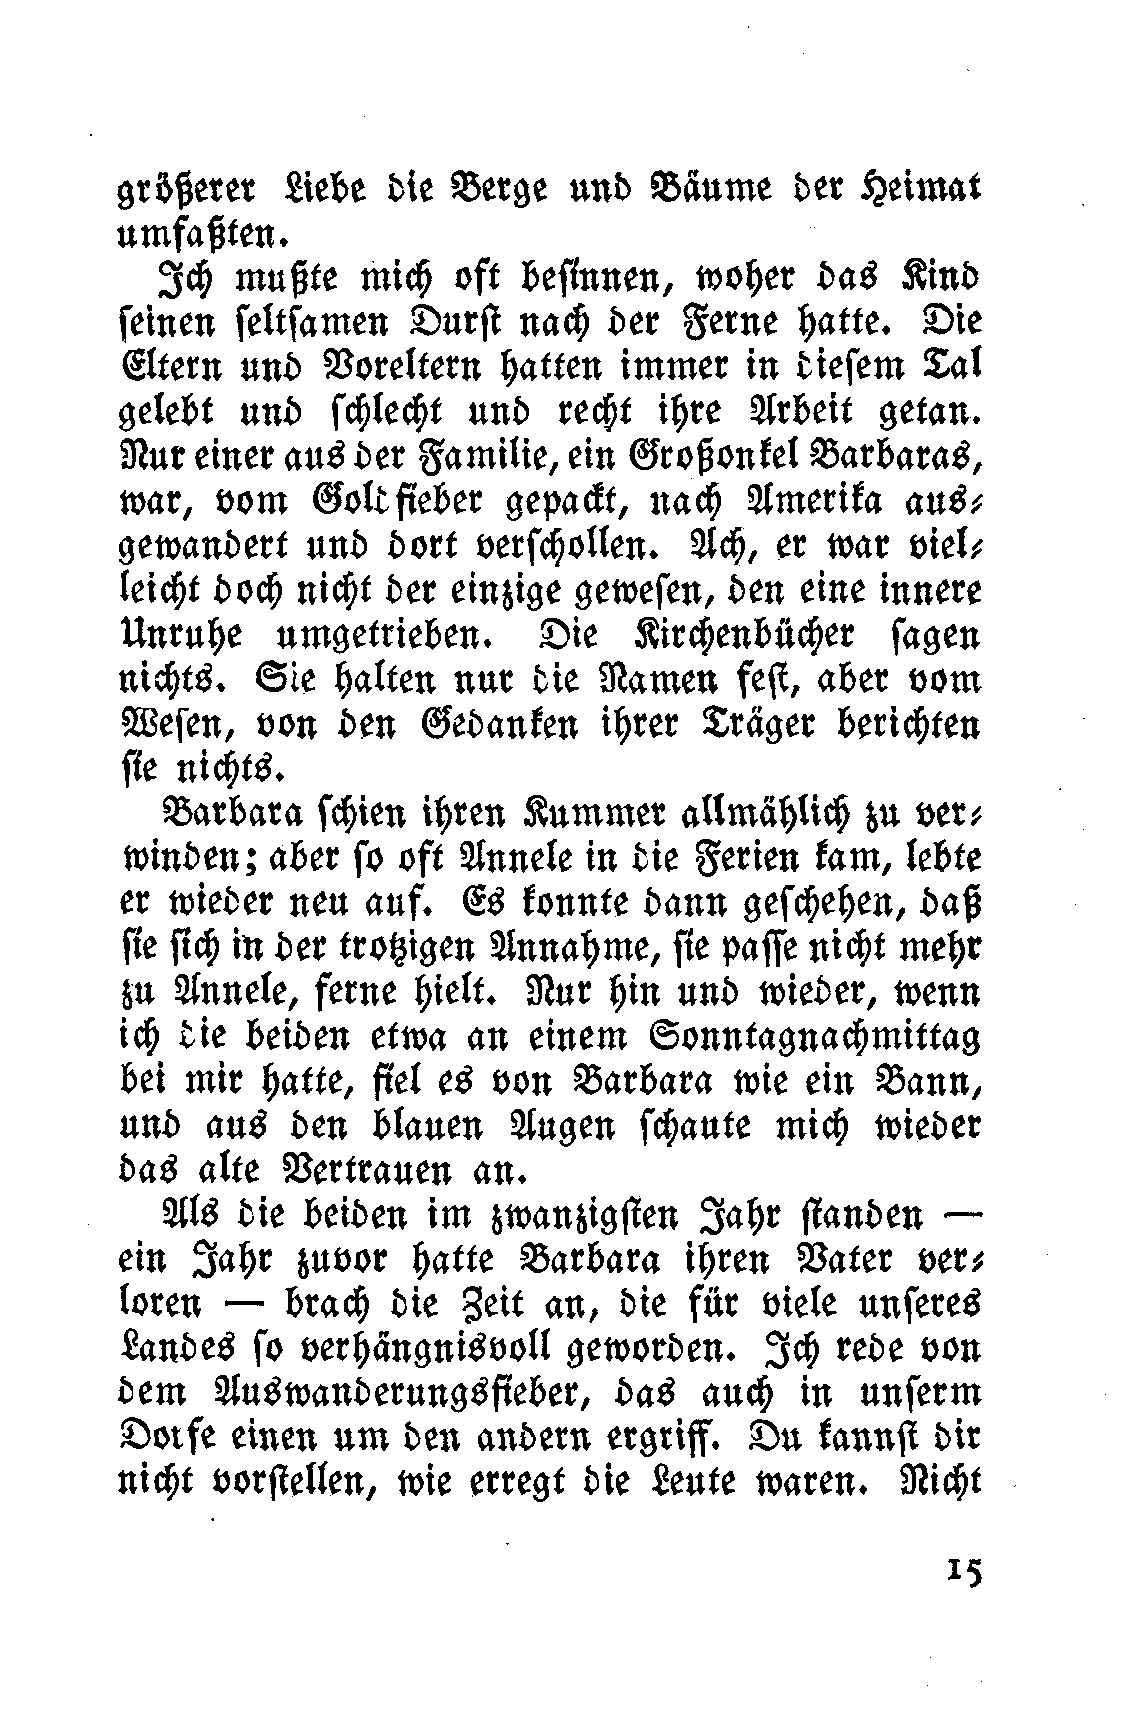 größerer Liebe die Berge und Bäume der Heimat
umfaßten.
Ich mußte mich oft besinnen, woher das Kind
seinen seltsamen Durst nach der Ferne hatte. Die
Eltern und Voreltern hatten immer in diesem Tal
gelebt und schlecht und recht ihre Arbeit getan.
Nur einer aus der Familie, ein Großonkel Barbaras,
war, vom Goldfieber gepackt, nach Amerika aus-
gewandert und dort verschollen. Ach, er war viel-
leicht doch nicht der einzige gewesen, den eine innere
Unruhe umgetrieben. Die Kirchenbücher sagen
nichts. Sie halten nur die Namen fest, aber vom
Wesen, von den Gedanken ihrer Träger berichten
sie nichts.
Barbara schien ihren Kummer allmählich zu ver-
winden; aber so oft Annele in die Ferien kam, lebte
er wieder neu auf. Es konnte dann geschehen, daß
sie sich in der trotzigen Annahme, sie passe nicht mehr
zu Annele, ferne hielt. Nur hin und wieder, wenn
ich die beiden etwa an einem Sonntagnachmittag
bei mir hatte, fiel es von Barbara wie ein Bann,
und aus den blauen Augen schaute mich wieder
das alte Vertrauen an.
Als die beiden im zwanzigsten Jahr standen —
ein Jahr zuvor hatte Barbara ihren Vater ver-
loren — brach die Zeit an, die für viele unseres
Landes so verhängnisvoll geworden. Ich rede von
dem Auswanderungsfieber, das auch in unserm
Dorfe einen um den andern ergriff. Du kannst dir
nicht vorstellen, wie erregt die Leute waren. Nicht
15